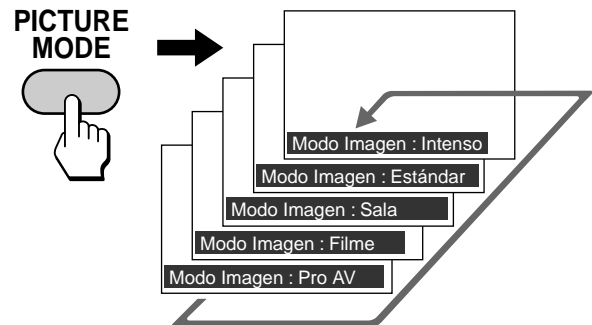 PICTURE
MODE
Modo Imagen : Intenso
Modo Imagen : Estándar
Modo Imagen : Sala
Modo Imagen : Filme
Modo Imagen : Pro AV